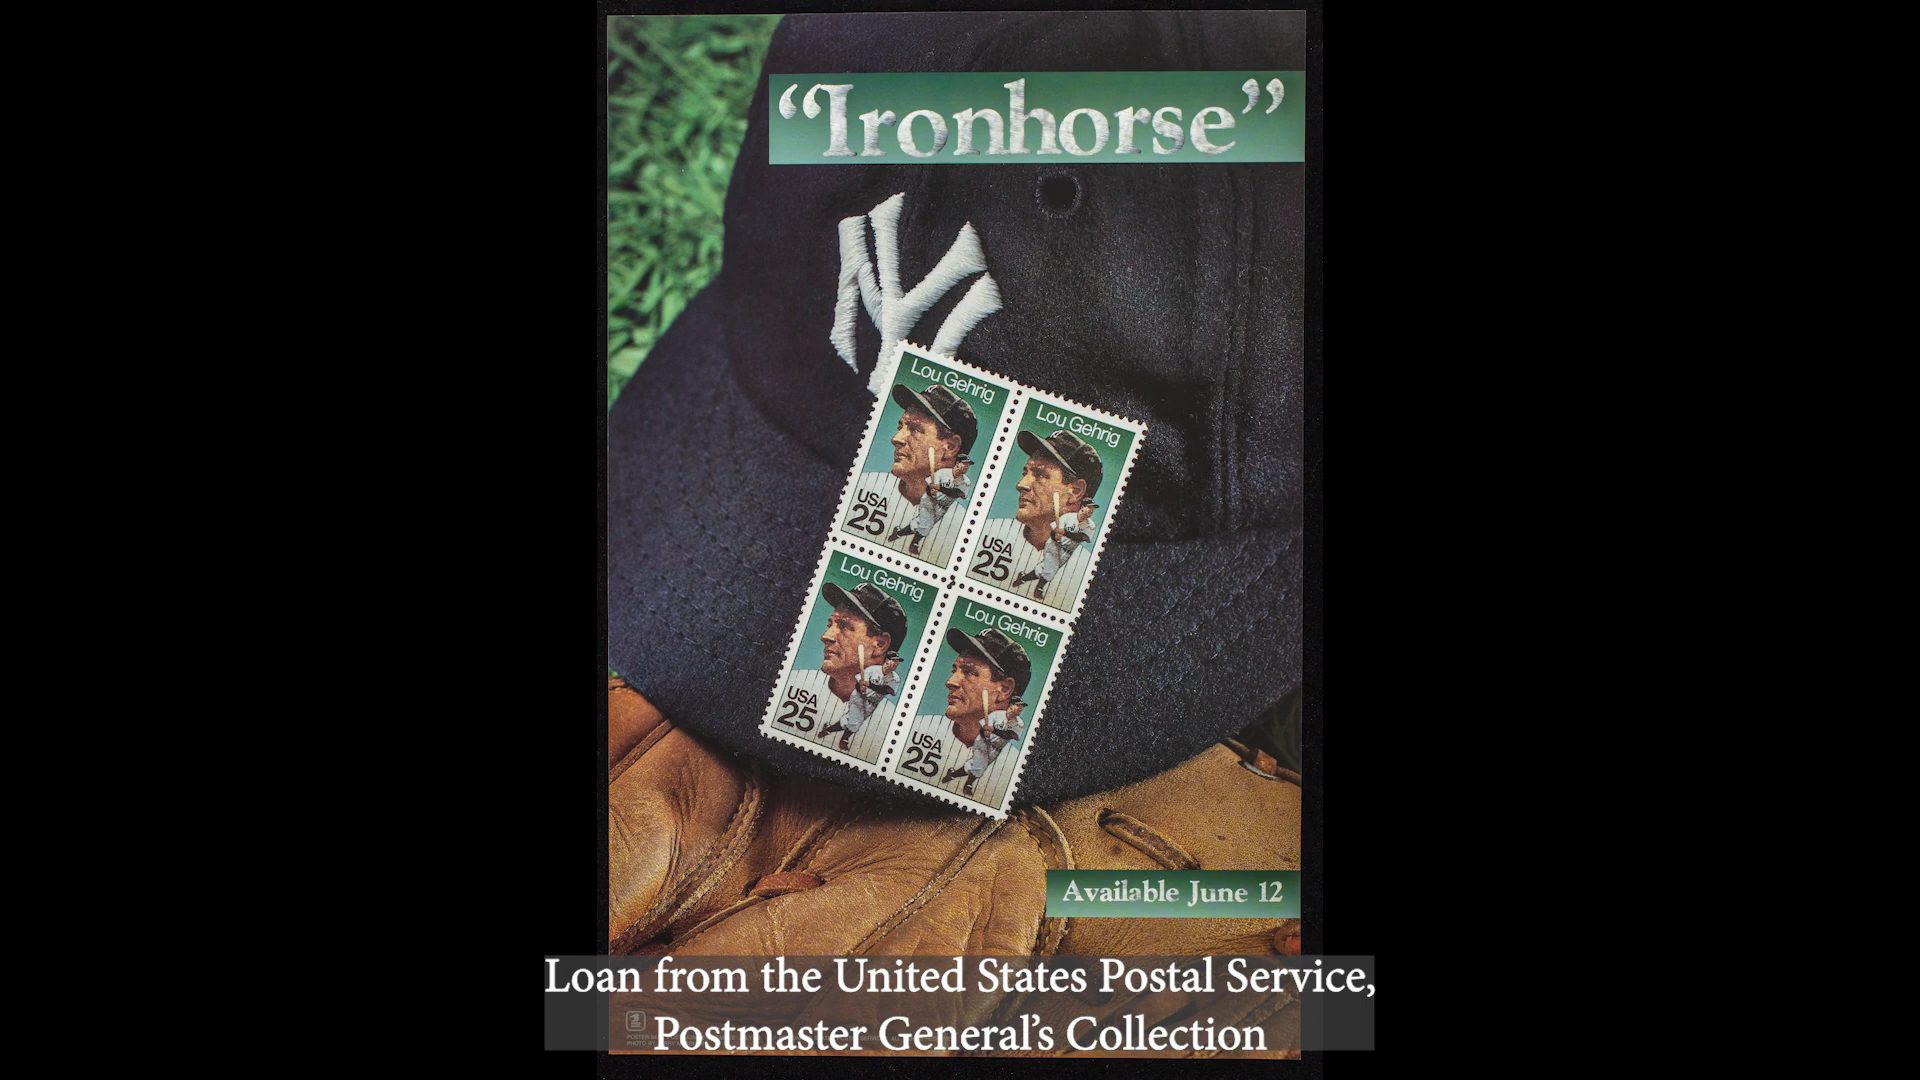 “Ironhorse”
NY
Lou Gehrig
USA
25
Lou Gehrig
USA
25
Lou Gehrig
USA
25
Lou Gehrig
USA
25
Available June 12
Loan from the United States Postal Service,
Postmaster General’s Collection